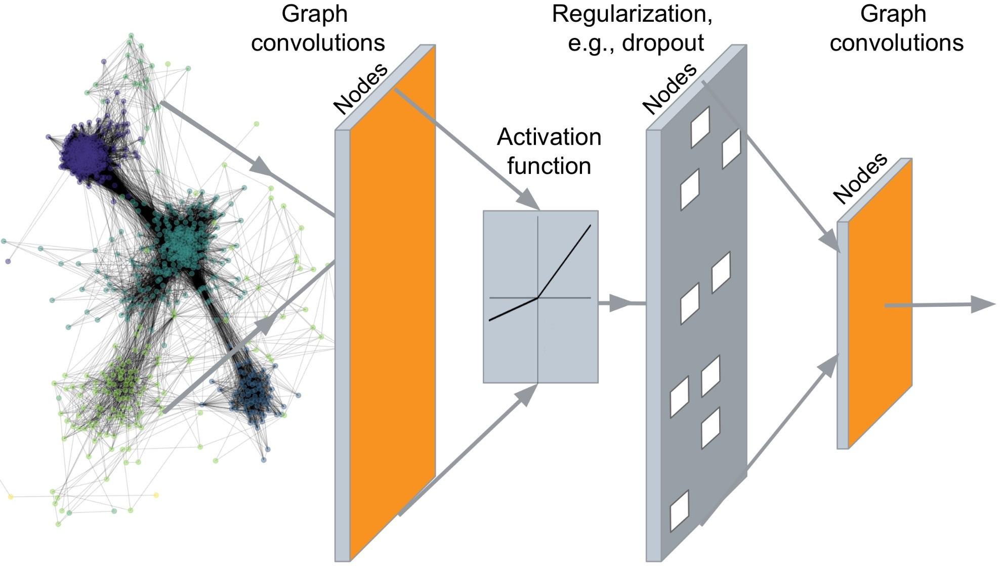 Graph
convolutions
Nodes
Activation
function
Regularization,
e.g., dropout
Nodes
Graph
convolutions
Nodes